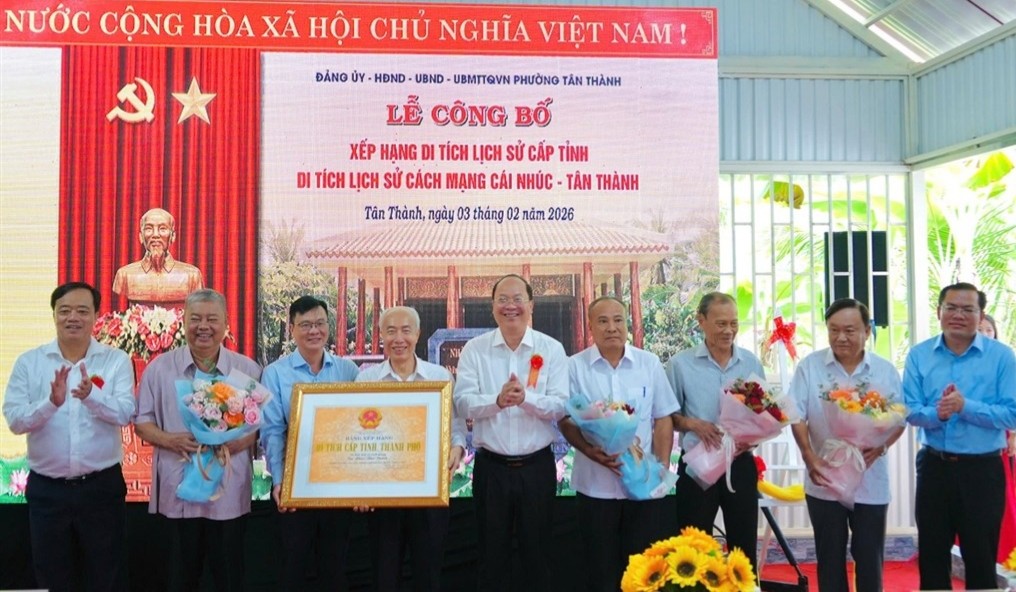 NƯỚC CỘNG HÒA XÃ HỘI CHỦ NGHĨA VIỆT NAM !
ĐẢNG ỦY - HĐND - UBND - UBMTTQVN PHƯỜNG TÂN THÀNH
LỄ CÔNG BỐ
XẾP HẠNG DI TÍCH LỊCH SỬ CẤP TỈNH
DI TÍCH LỊCH SỬ CÁCH MẠNG CÁI NHÚC - TÂN THÀNH
Tân Thành, ngày 03 tháng 02 năm 2026
BẰNG XẾP HẠNG
DI TÍCH CẤP TỈNH, THÀNH PHỐ